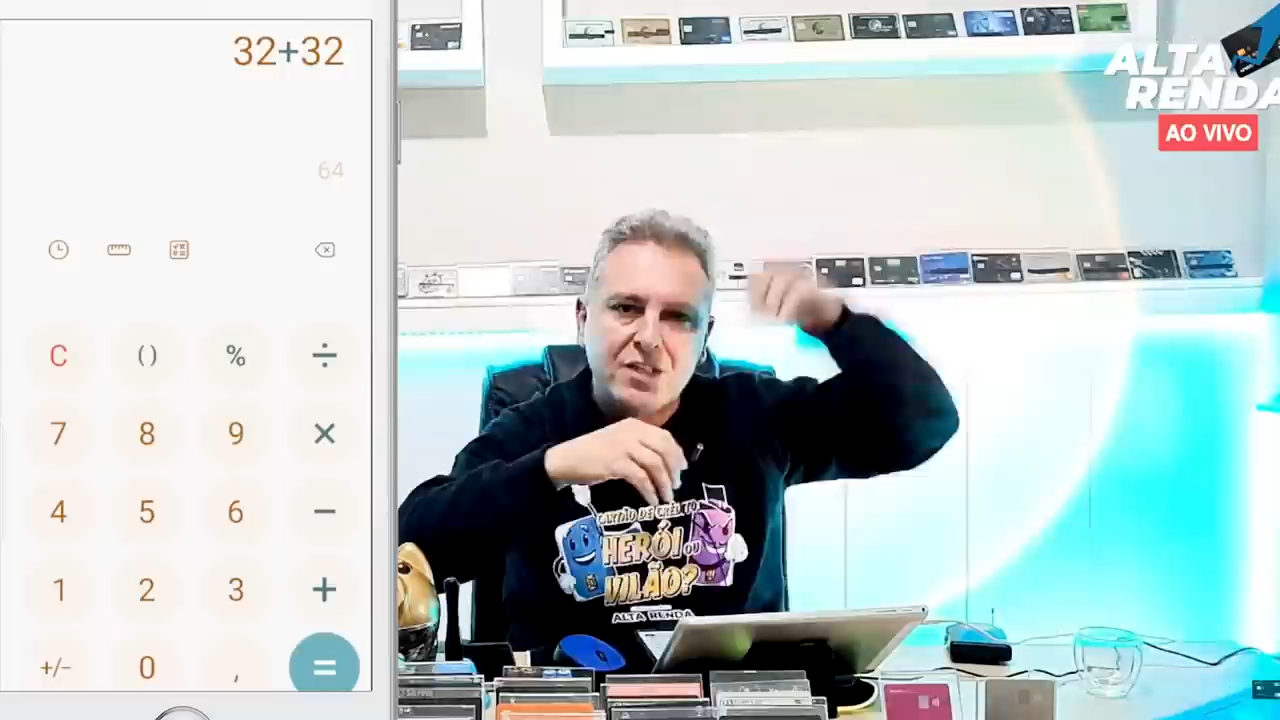 32+32
64
C
( )
%
÷
7
8
9
×
4
5
6
−
1
2
3
+
+/−
0
,
=
ALTA
RENDA
AO VIVO
CARTÃO DE CRÉDITO
HERÓI OU
VILÃO?
ALTA RENDA